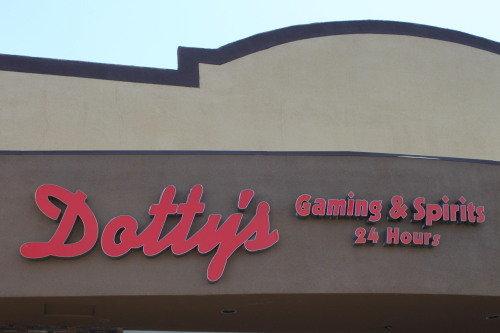 Dotty's
Gaming & Spirits
24 Hours